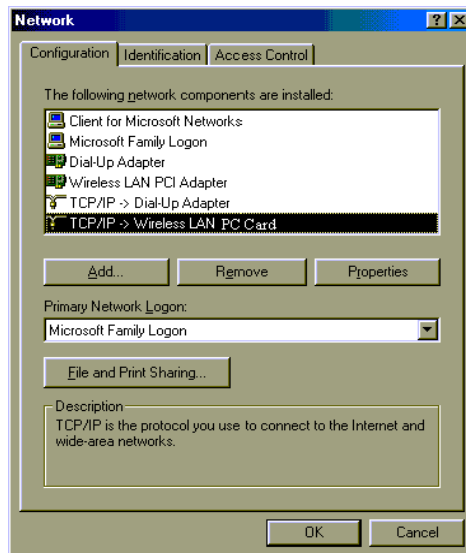 Network
Configuration Identification Access Control
The following network components are installed:
Client for Microsoft Networks
Microsoft Family Logon
Dial-Up Adapter
Wireless LAN PCI Adapter
TCP/IP -> Dial-Up Adapter
TCP/IP -> Wireless LAN PC Card
Add... Remove Properties
Primary Network Logon:
Microsoft Family Logon
File and Print Sharing...
Description
TCP/IP is the protocol you use to connect to the Internet and
wide-area networks.
OK Cancel